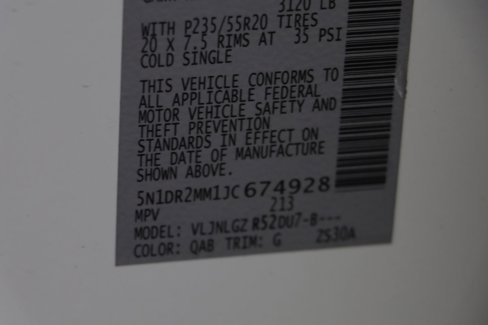 3120 LB
WITH P235/55R20 TIRES
20 X 7.5 RIMS AT 35 PSI
COLD SINGLE
THIS VEHICLE CONFORMS TO
ALL APPLICABLE FEDERAL
MOTOR VEHICLE SAFETY AND
THEFT PREVENTION
STANDARDS IN EFFECT ON
THE DATE OF MANUFACTURE
SHOWN ABOVE.
5N1DR2MM1JC674928
MPV 213
MODEL: VLJNLGZ R52DU7-B---
COLOR: QAB TRIM: G ZS30A